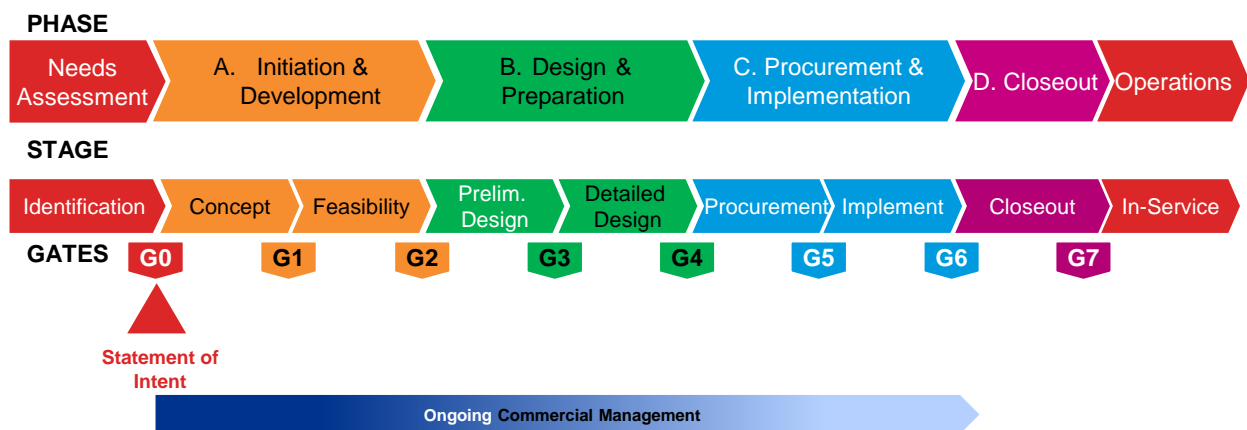 PHASE
Needs
Assessment
A. Initiation &
Development
B. Design &
Preparation
C. Procurement &
Implementation
D. Closeout
Operations
STAGE
Identification
Concept
Feasibility
Prelim.
Design
Detailed
Design
Procurement
Implement
Closeout
In-Service
GATES
G0
G1
G2
G3
G4
G5
G6
G7
Statement of
Intent
Ongoing Commercial Management